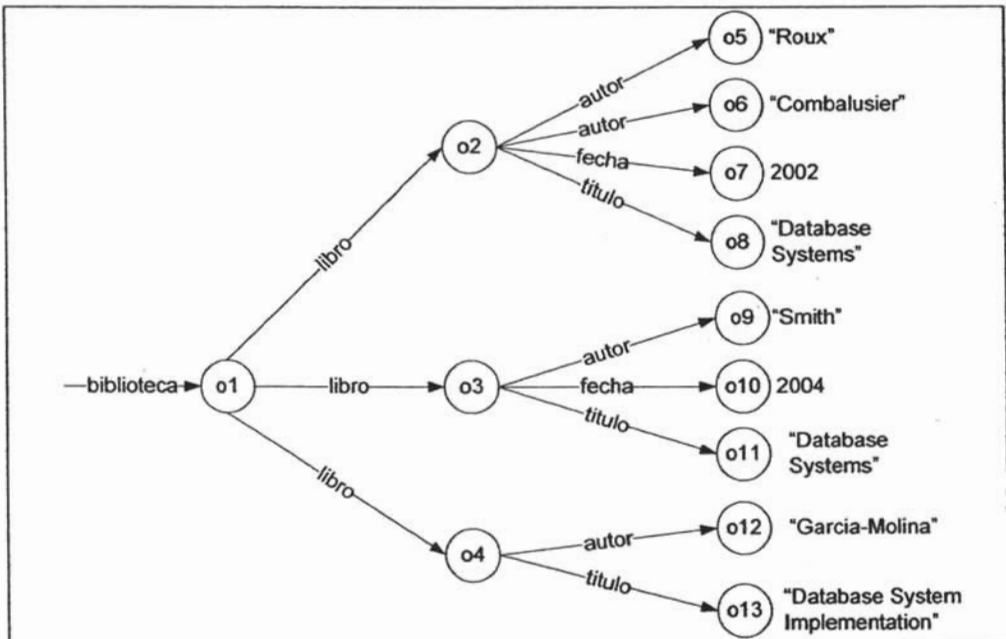 o5 "Roux"
autor
o6 "Combalusier"
autor
o2
fecha
o7 2002
titulo
o8 "Database
Systems"
libro
o9 "Smith"
autor
biblioteca o1 libro o3 fecha o10 2004
titulo
o11 "Database
Systems"
libro
o12 "Garcia-Molina"
autor
o4
titulo
o13 "Database System
Implementation"